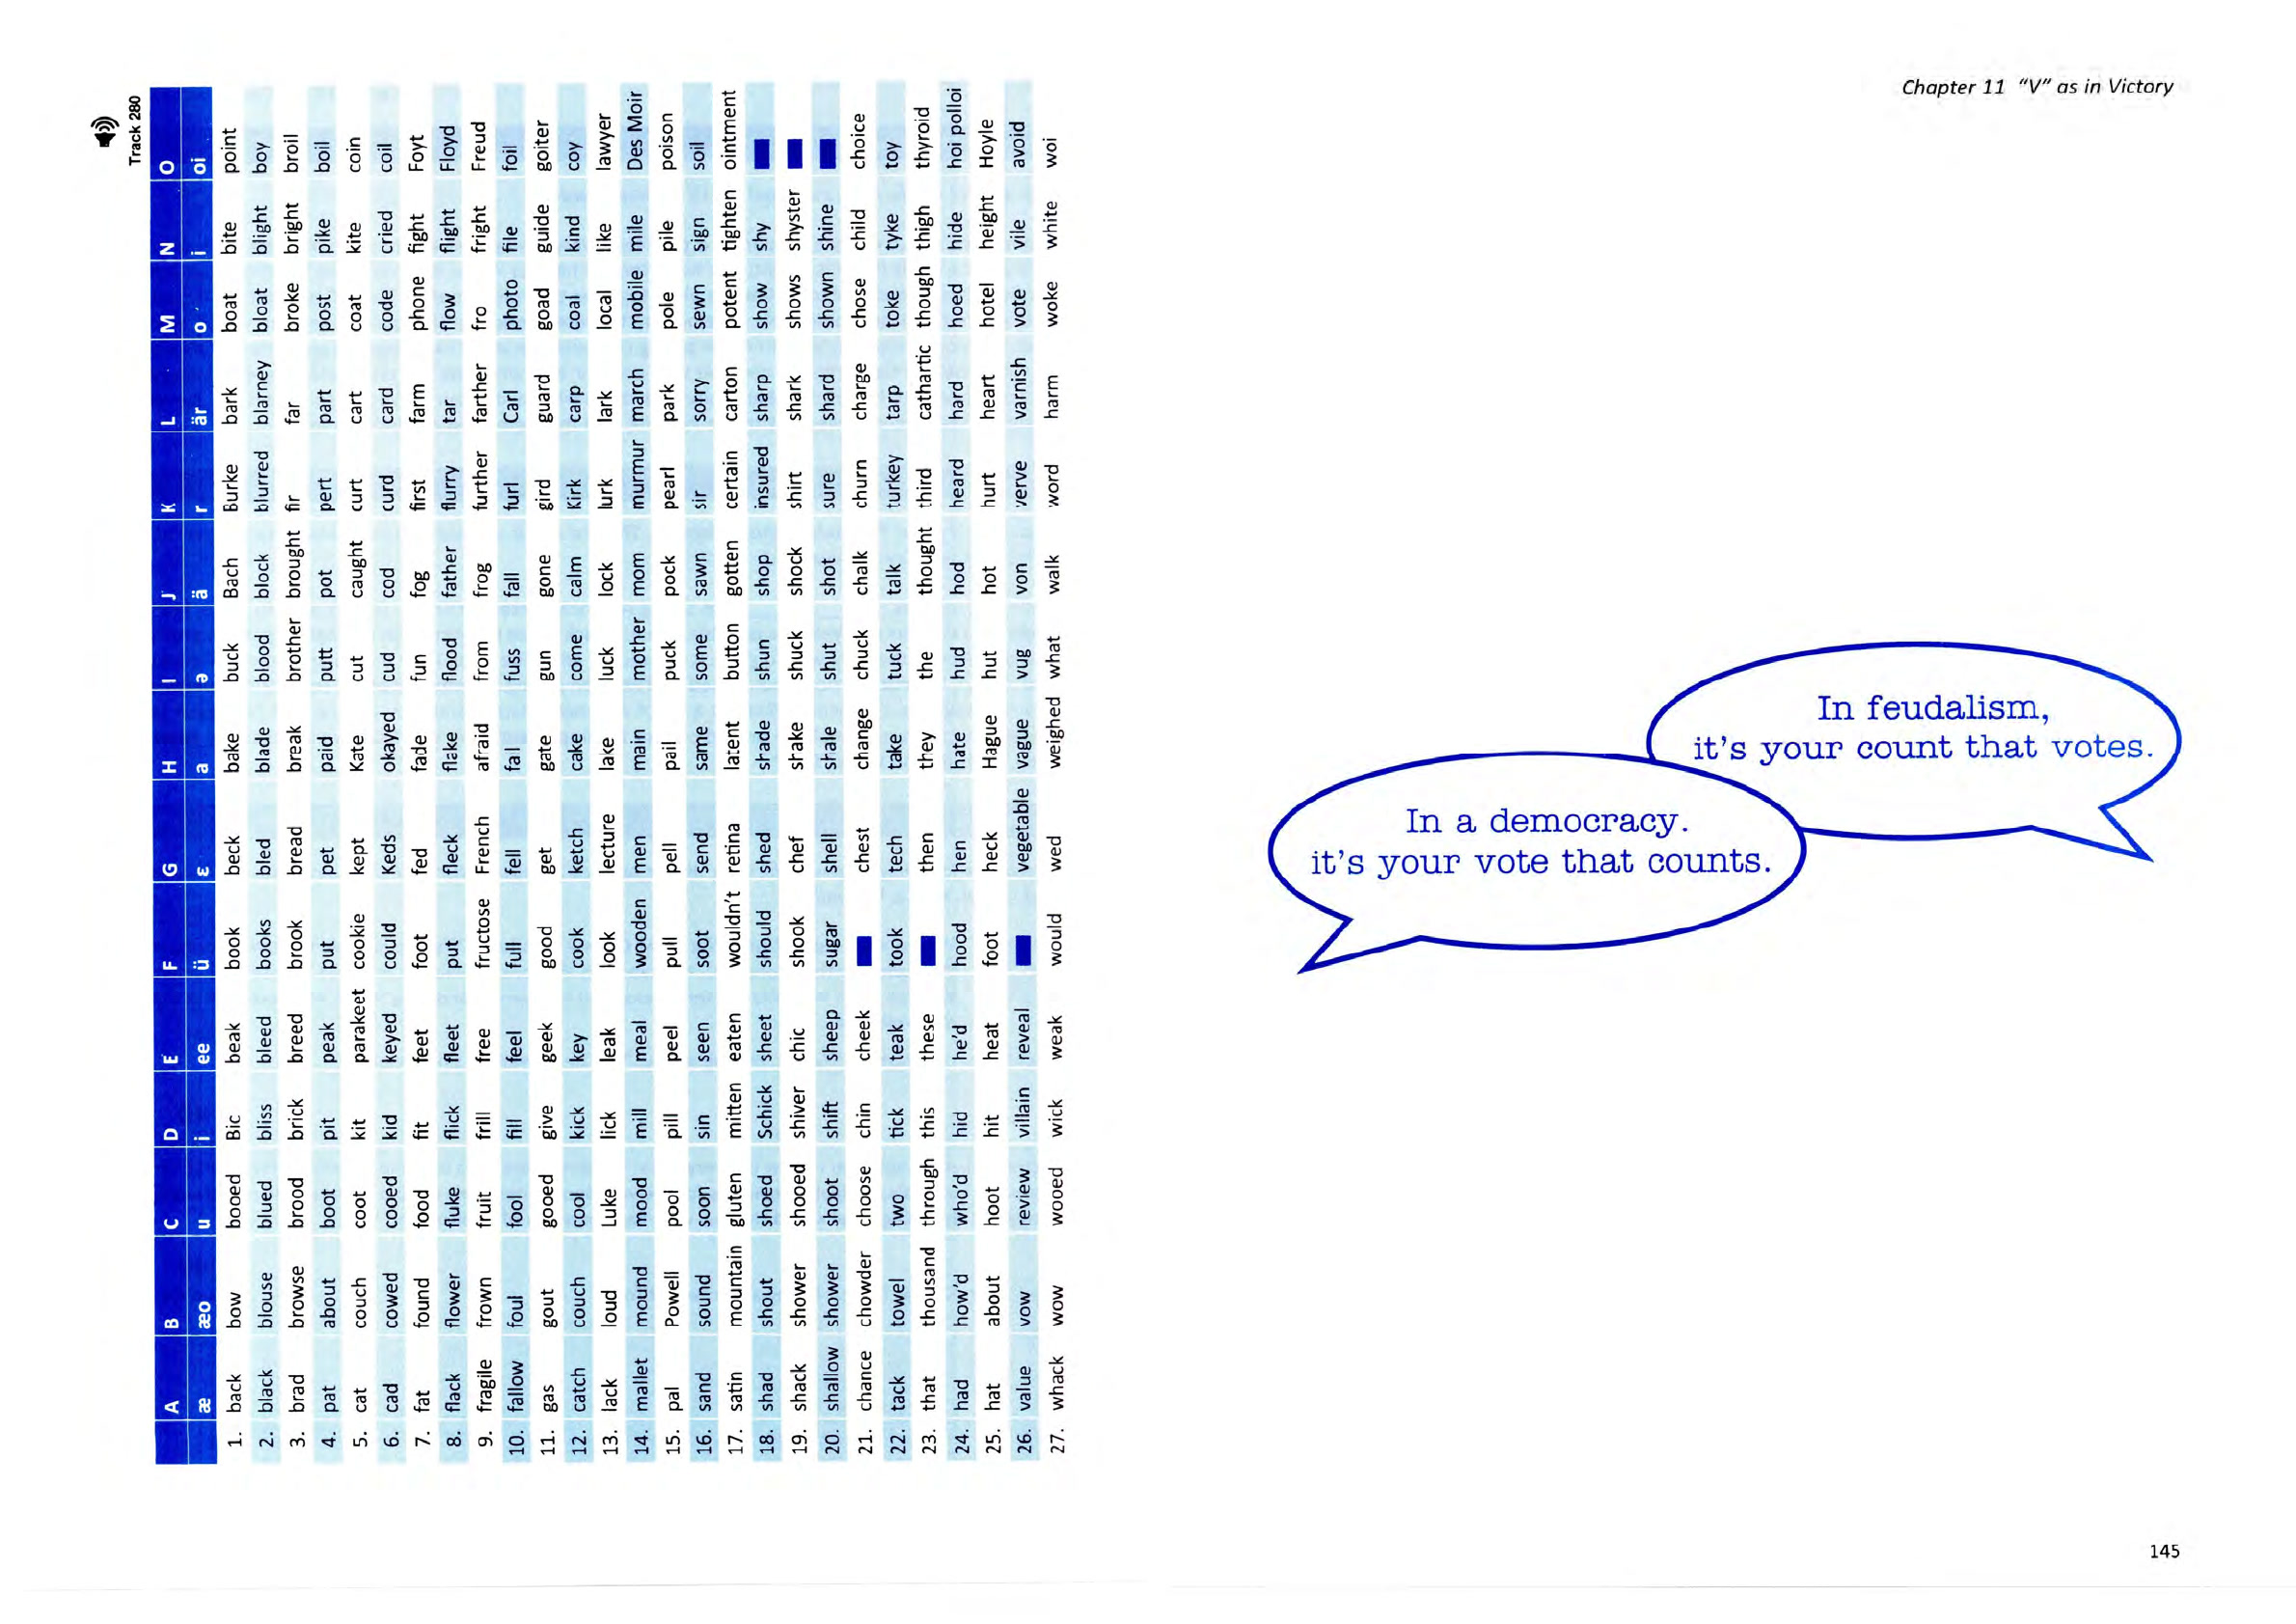 Track 280
A B C D E F G H I J K L M N O
æ æo u i ee ü ɛ a ə ä r är o i oi
1. back bow booed Bic beak book beck bake buck Bach Burke bark boat bite point
2. black blouse blued bliss bleed books bled blade blood block blurred blarney bloat blight boy
3. brad browse brood brick breed brook bread break brother brought fir far broke bright broil
4. pat about boot pit peak put pet paid putt pot pert part post pike boil
5. cat couch coot kit parakeet cookie kept Kate cut caught curt cart coat kite coin
6. cad cowed cooed kid keyed could Keds okayed cud cod curd card code cried coil
7. fat found food fit feet foot fed fade fun fog first farm phone fight Foyt
8. flack flower fluke flick fleet put fleck flake flood father flurry tar flow flight Floyd
9. fragile frown fruit frill free fructose French afraid from frog further farther fro fright Freud
10. fallow foul fool fill feel full fell fail fuss fall furl Carl photo file foil
11. gas gout gooed give geek good get gate gun gone gird guard goad guide goiter
12. catch couch cool kick key cook ketch cake come calm Kirk carp coal kind coy
13. lack loud Luke lick leak look lecture lake luck lock lurk lark local like lawyer
14. mallet mound mood mill meal wooden men main mother mom murmur march mobile mile Des Moir
15. pal Powell pool pill peel pull pell pail puck pock pearl park pole pile poison
16. sand sound soon sin seen soot send same some sawn sir sorry sewn sign soil
17. satin mountain gluten mitten eaten wouldn't retina latent button gotten certain carton potent tighten ointment
18. shad shout shoed Schick sheet should shed shade shun shop insured sharp show shy
19. shack shower shooed shiver chic shook chef shake shuck shock shirt shark shows shyster
20. shallow shower shoot shift sheep sugar shell shale shut shot sure shard shown shine
21. chance chowder choose chin cheek chest change chuck chalk churn charge chose child choice
22. tack towel two tick teak took tech take tuck talk turkey tarp toke tyke toy
23. that thousand through this these then they the thought third cathartic though thigh thyroid
24. had how'd who'd hid he'd hood hen hate hud hod heard hard hoed hide hoi polloi
25. hat about hoot hit heat foot heck Hague hut hot hurt heart hotel height Hoyle
26. value vow review villain reveal vegetable vague vug von verve varnish vote vile avoid
27. whack wow wooed wick weak would wed weighed what walk word harm woke white woi
Chapter 11 "V" as in Victory
In feudalism,
it's your count that votes.
In a democracy.
it's your vote that counts.
145